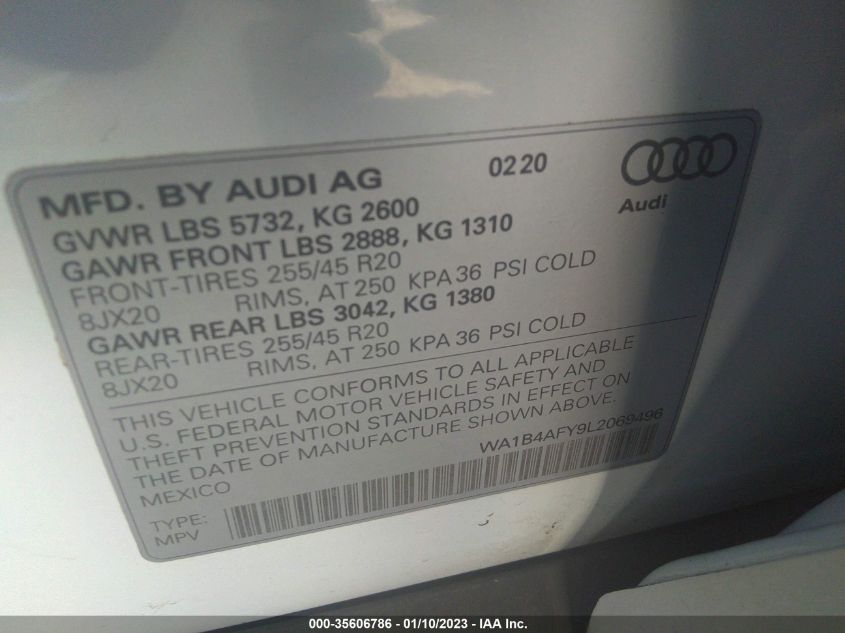 MFD. BY AUDI AG 0220
Audi
GVWR LBS 5732, KG 2600
GAWR FRONT LBS 2888, KG 1310
FRONT-TIRES 255/45 R20
8JX20 RIMS, AT 250 KPA 36 PSI COLD
GAWR REAR LBS 3042, KG 1380
REAR-TIRES 255/45 R20
8JX20 RIMS, AT 250 KPA 36 PSI COLD
THIS VEHICLE CONFORMS TO ALL APPLICABLE
U.S. FEDERAL MOTOR VEHICLE SAFETY AND
THEFT PREVENTION STANDARDS IN EFFECT ON
THE DATE OF MANUFACTURE SHOWN ABOVE.
MEXICO WA1B4AFY9L2069496
TYPE:
MPV
000-35606786 - 01/10/2023 - IAA Inc.